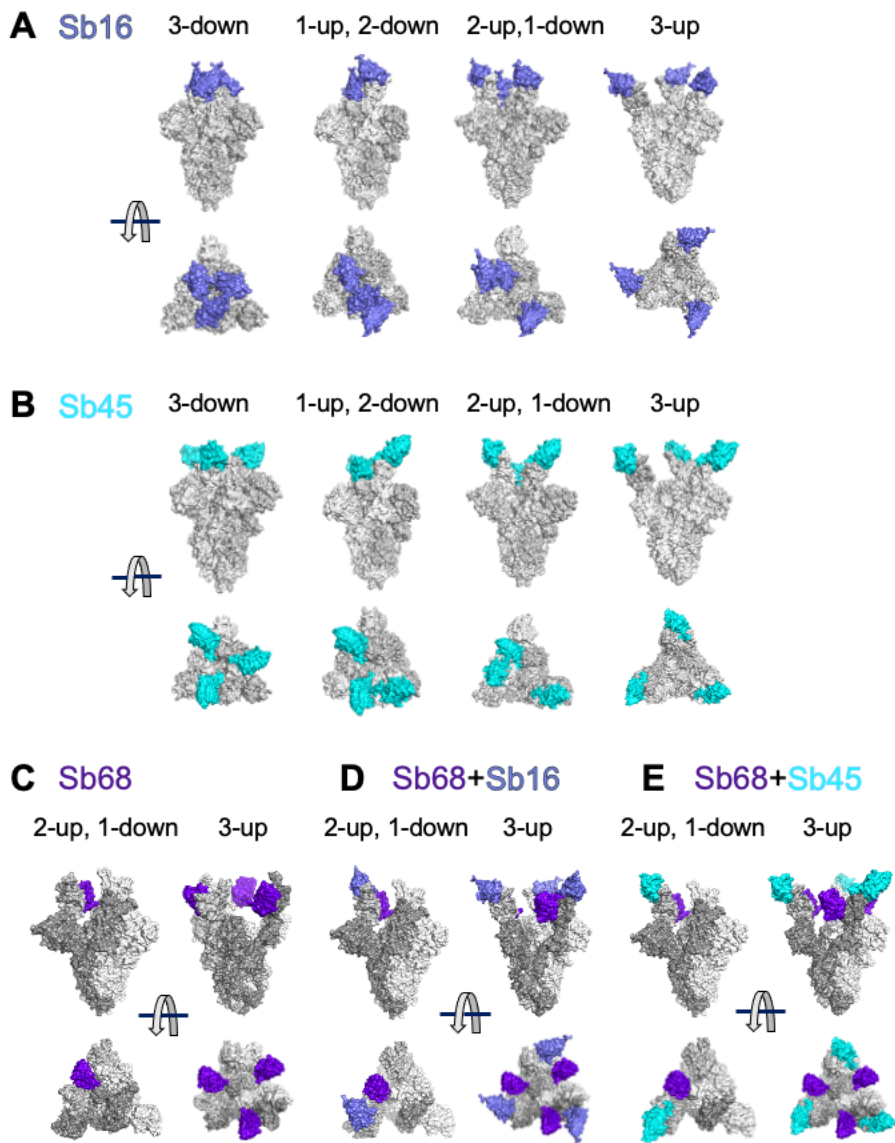 A Sb16
3-down 1-up, 2-down 2-up,1-down 3-up
B Sb45
3-down 1-up, 2-down 2-up, 1-down 3-up
C Sb68 D Sb68+Sb16 E Sb68+Sb45
2-up, 1-down 3-up 2-up, 1-down 3-up 2-up, 1-down 3-up